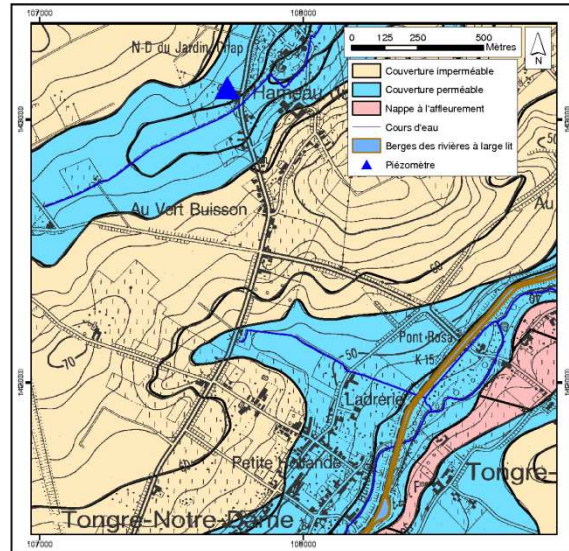 107000
108000
N-D du Jardin
Hameau du
0 125 250 500
Mètres
N
Couverture imperméable
Couverture perméable
Nappe à l'affleurement
Cours d'eau
Berges des rivières à large lit
Piézomètre
50
Au Vert Buisson
Au
70
50
Pont Rosa
K 15
Ladrerie
Petite Hollande
Tongre-
Tongre-Notre-Dame
107000
108000